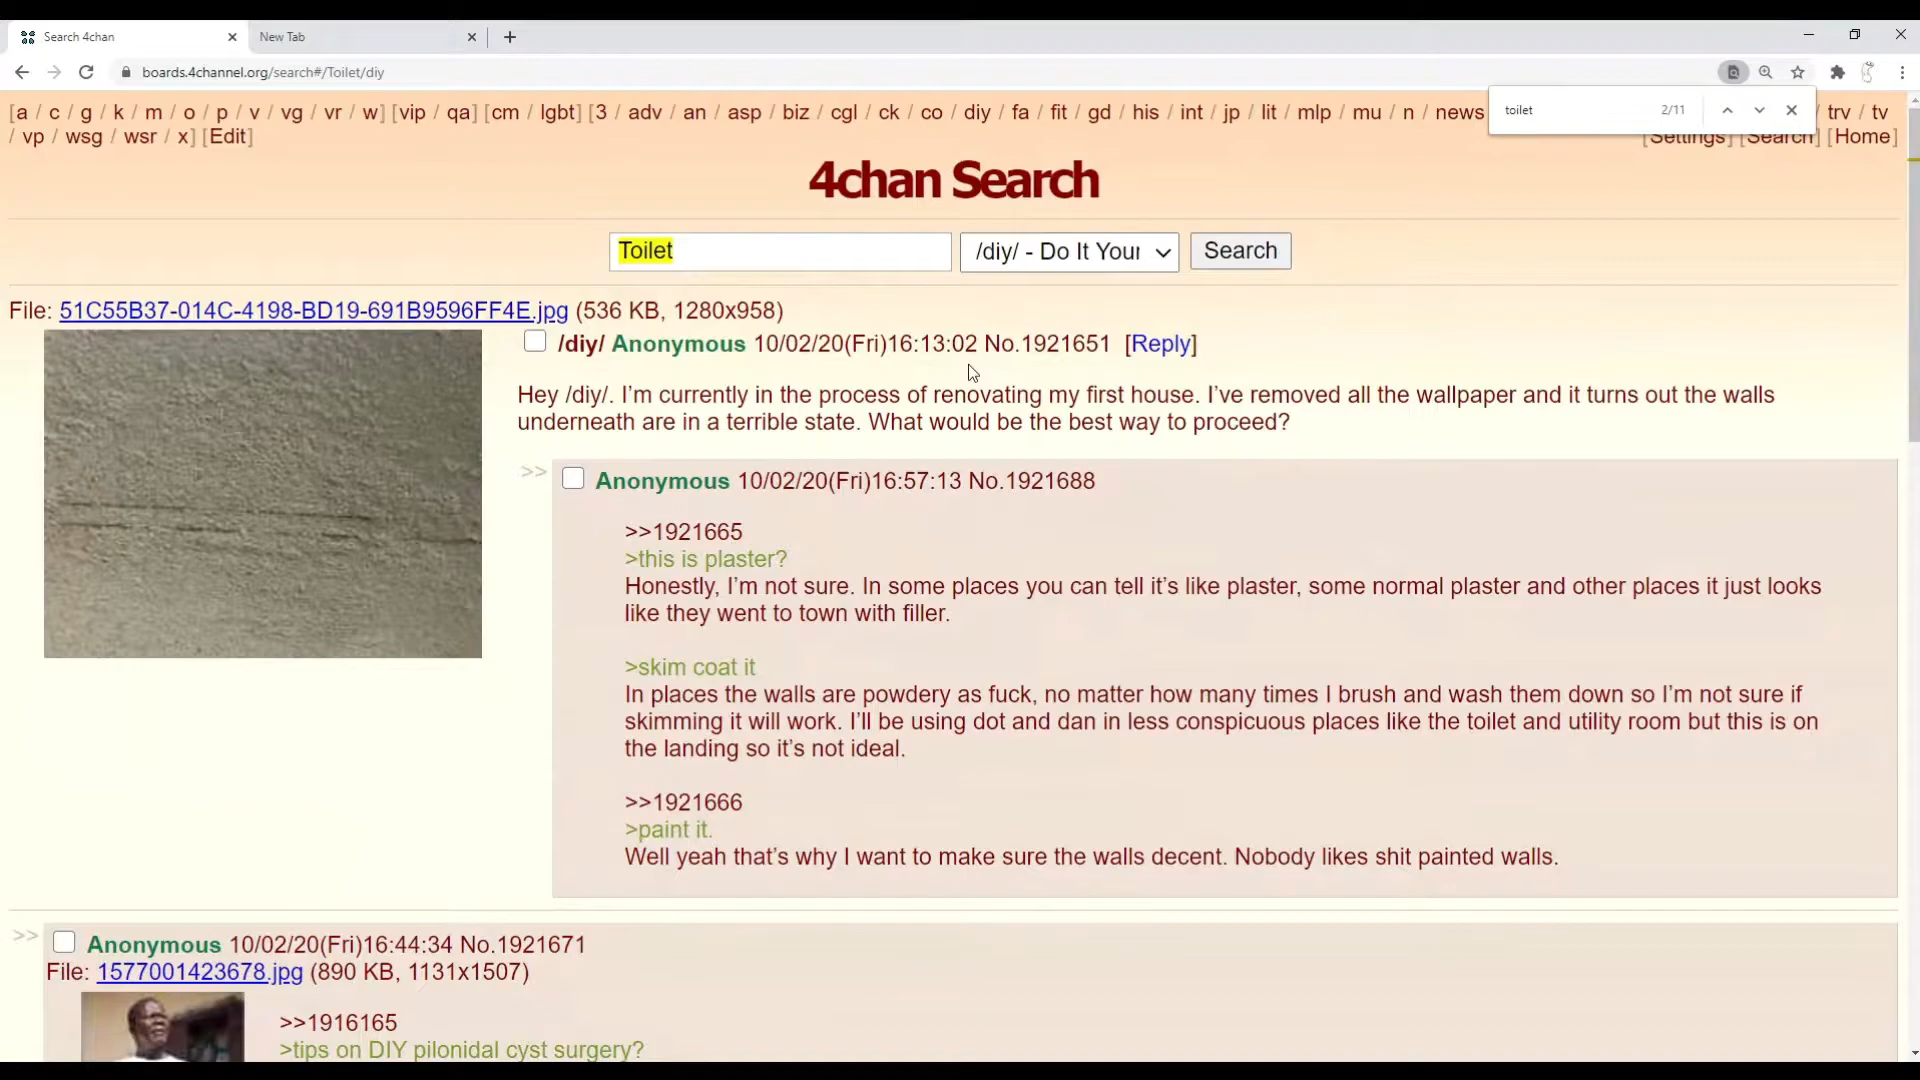 Search 4chan
New Tab
boards.4channel.org/search#/Toilet/diy
toilet 2/11
[a / c / g / k / m / o / p / v / vg / vr / w] [vip / qa] [cm / lgbt] [3 / adv / an / asp / biz / cgl / ck / co / diy / fa / fit / gd / his / int / jp / lit / mlp / mu / n / news / trv / tv
/ vp / wsg / wsr / x] [Edit]
[Settings] [Search] [Home]
4chan Search
Toilet
/diy/ - Do It Your
Search
File: 51C55B37-014C-4198-BD19-691B9596FF4E.jpg (536 KB, 1280x958)
/diy/ Anonymous 10/02/20(Fri)16:13:02 No.1921651 [Reply]
Hey /diy/. I’m currently in the process of renovating my first house. I’ve removed all the wallpaper and it turns out the walls
underneath are in a terrible state. What would be the best way to proceed?
>> Anonymous 10/02/20(Fri)16:57:13 No.1921688
>>1921665
>this is plaster?
Honestly, I’m not sure. In some places you can tell it’s like plaster, some normal plaster and other places it just looks
like they went to town with filler.
>skim coat it
In places the walls are powdery as fuck, no matter how many times I brush and wash them down so I’m not sure if
skimming it will work. I’ll be using dot and dan in less conspicuous places like the toilet and utility room but this is on
the landing so it’s not ideal.
>>1921666
>paint it.
Well yeah that’s why I want to make sure the walls decent. Nobody likes shit painted walls.
>> Anonymous 10/02/20(Fri)16:44:34 No.1921671
File: 1577001423678.jpg (890 KB, 1131x1507)
>>1916165
>tips on DIY pilonidal cyst surgery?